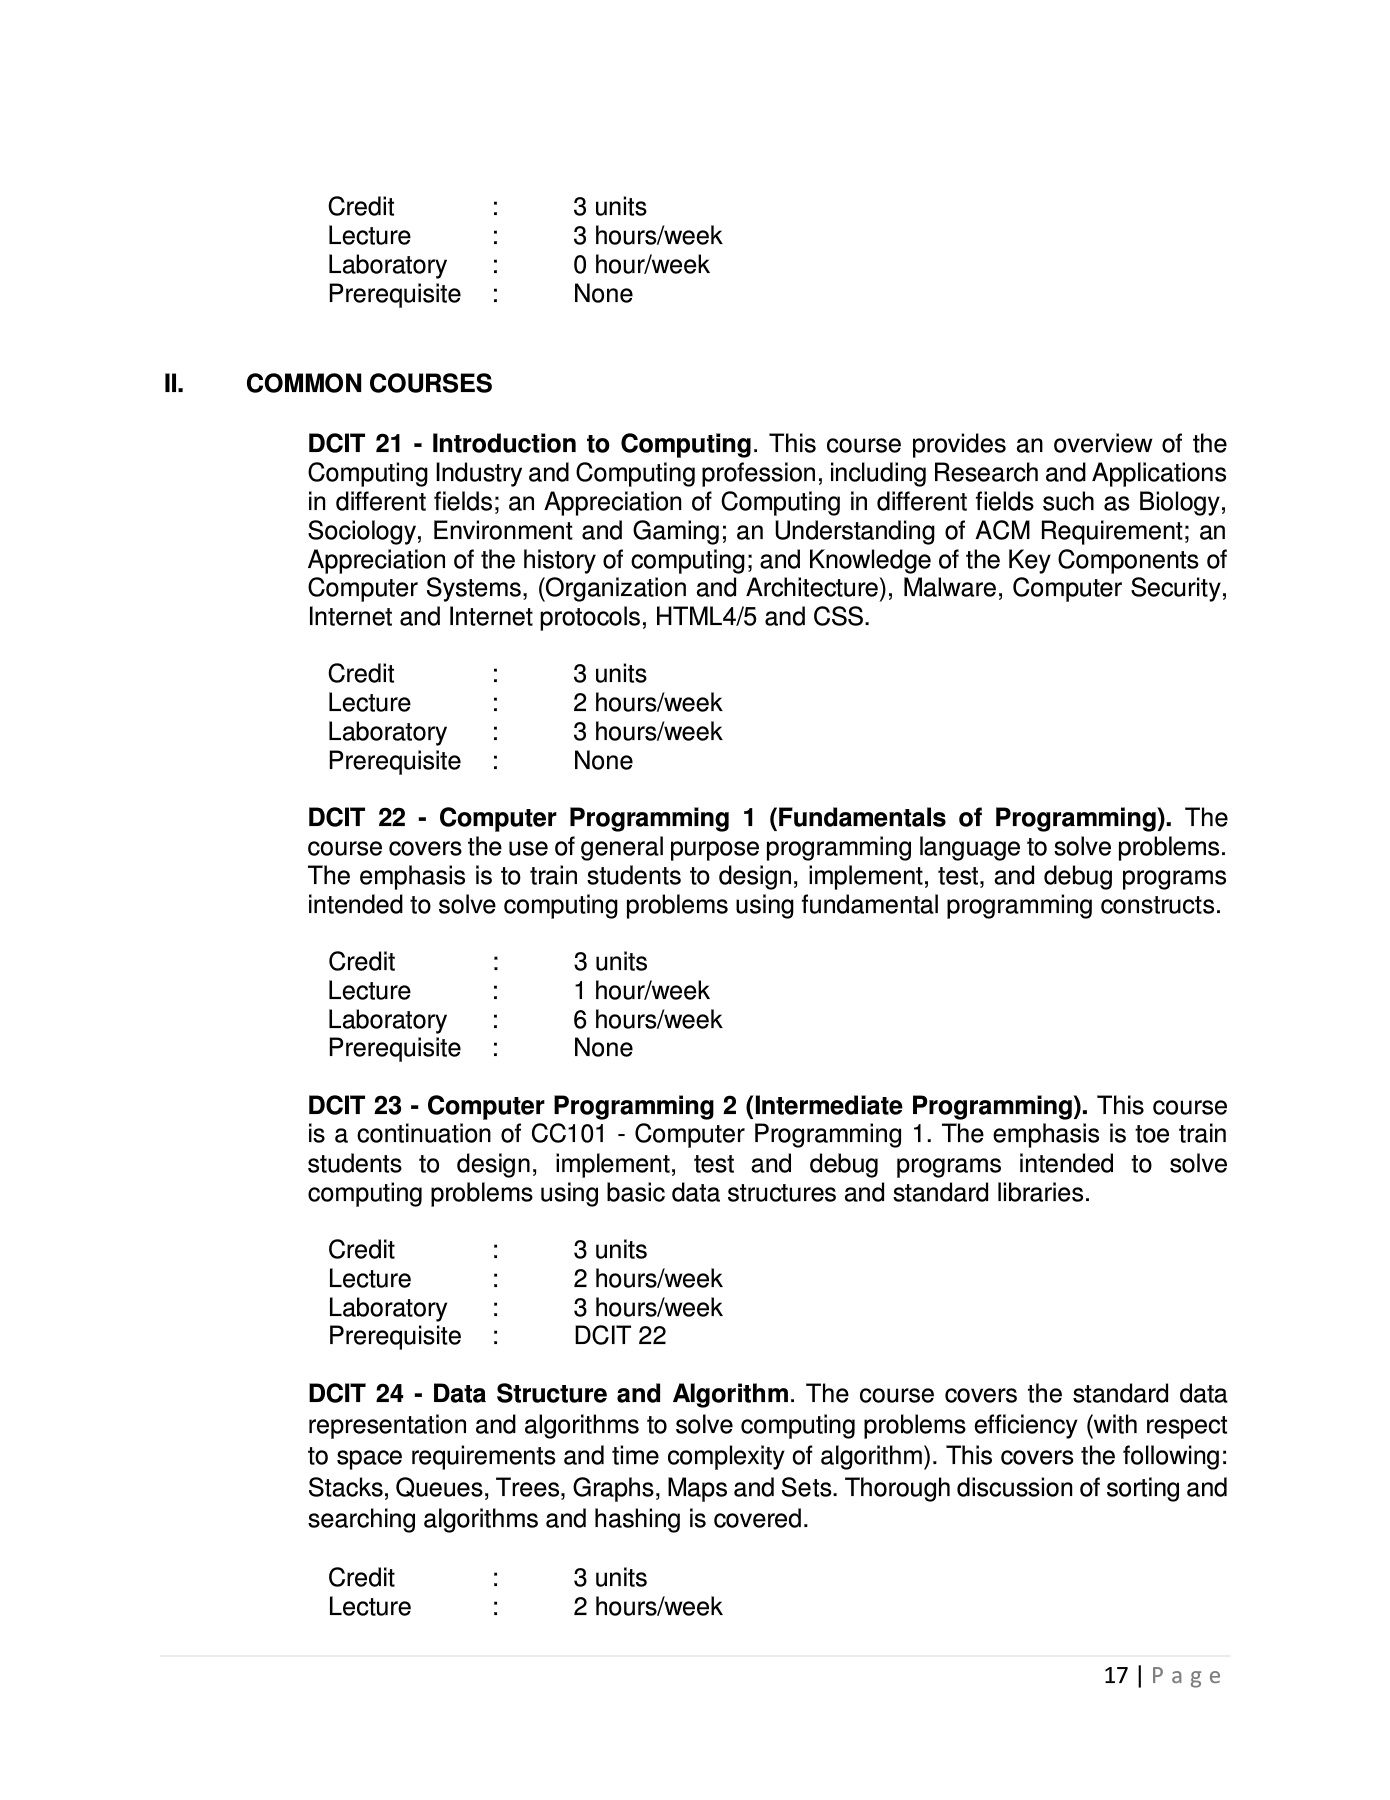 Credit : 3 units
Lecture : 3 hours/week
Laboratory : 0 hour/week
Prerequisite : None
II. COMMON COURSES
DCIT 21 - Introduction to Computing. This course provides an overview of the
Computing Industry and Computing profession, including Research and Applications
in different fields; an Appreciation of Computing in different fields such as Biology,
Sociology, Environment and Gaming; an Understanding of ACM Requirement; an
Appreciation of the history of computing; and Knowledge of the Key Components of
Computer Systems, (Organization and Architecture), Malware, Computer Security,
Internet and Internet protocols, HTML4/5 and CSS.
Credit : 3 units
Lecture : 2 hours/week
Laboratory : 3 hours/week
Prerequisite : None
DCIT 22 - Computer Programming 1 (Fundamentals of Programming). The
course covers the use of general purpose programming language to solve problems.
The emphasis is to train students to design, implement, test, and debug programs
intended to solve computing problems using fundamental programming constructs.
Credit : 3 units
Lecture : 1 hour/week
Laboratory : 6 hours/week
Prerequisite : None
DCIT 23 - Computer Programming 2 (Intermediate Programming). This course
is a continuation of CC101 - Computer Programming 1. The emphasis is toe train
students to design, implement, test and debug programs intended to solve
computing problems using basic data structures and standard libraries.
Credit : 3 units
Lecture : 2 hours/week
Laboratory : 3 hours/week
Prerequisite : DCIT 22
DCIT 24 - Data Structure and Algorithm. The course covers the standard data
representation and algorithms to solve computing problems efficiency (with respect
to space requirements and time complexity of algorithm). This covers the following:
Stacks, Queues, Trees, Graphs, Maps and Sets. Thorough discussion of sorting and
searching algorithms and hashing is covered.
Credit : 3 units
Lecture : 2 hours/week
17 | Page